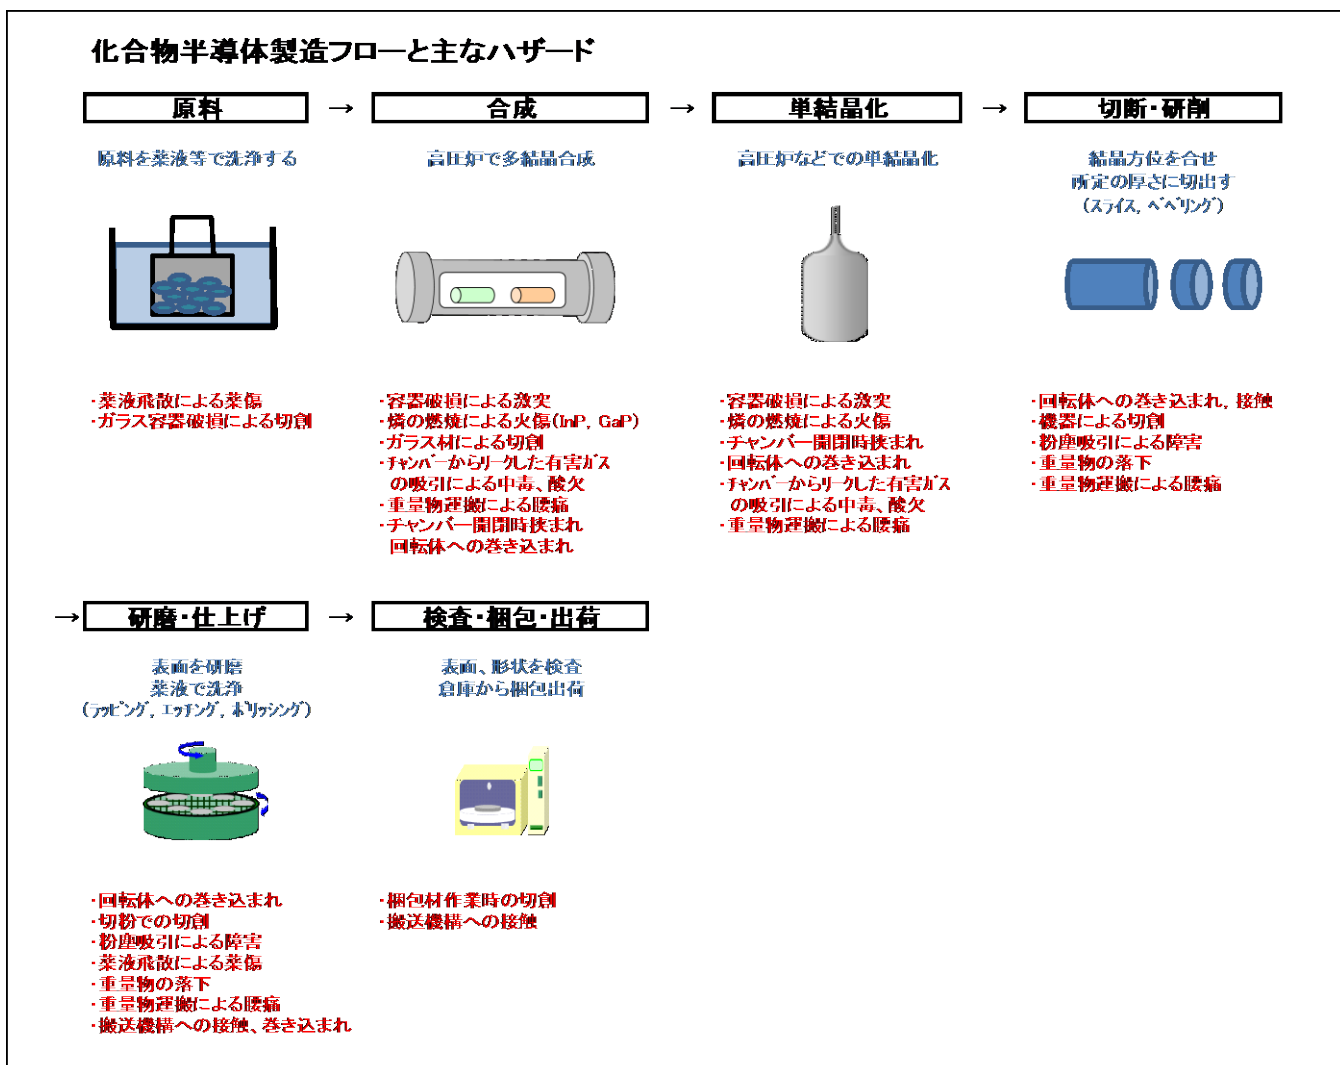 化合物半導体製造フローと主なハザード
原料 → 合成 → 単結晶化 → 切断・研削
原料を薬液等で洗浄する
高圧炉で多結晶合成
高圧炉などでの単結晶化
結晶方位を合せ
所定の厚さに切出す
(ｽﾗｲｽ, ﾍﾞﾍﾞﾘﾝｸﾞ)
・薬液飛散による薬傷
・ガラス容器破損による切創
・容器破損による激突
・燐の燃焼による火傷(InP, GaP)
・ガラス材による切創
・ﾁｬﾝﾊﾞｰからﾘｰｸした有害ガス
の吸引による中毒、酸欠
・重量物運搬による腰痛
・チャンバー開閉時挟まれ
回転体への巻き込まれ
・容器破損による激突
・燐の燃焼による火傷
・チャンバー開閉時挟まれ
・回転体への巻き込まれ
・ﾁｬﾝﾊﾞｰからﾘｰｸした有害ｶﾞｽ
の吸引による中毒、酸欠
・重量物運搬による腰痛
・回転体への巻き込まれ, 接触
・機器による切創
・粉塵吸引による障害
・重量物の落下
・重量物運搬による腰痛
→ 研磨・仕上げ → 検査・梱包・出荷
表面を研磨
薬液で洗浄
(ﾗｯﾋﾟﾝｸﾞ, ｴｯﾁﾝｸﾞ, ﾎﾟﾘｯｼﾝｸﾞ)
表面、形状を検査
倉庫から梱包出荷
・回転体への巻き込まれ
・切粉での切創
・粉塵吸引による障害
・薬液飛散による薬傷
・重量物の落下
・重量物運搬による腰痛
・搬送機構への接触、巻き込まれ
・梱包材作業時の切創
・搬送機構への接触